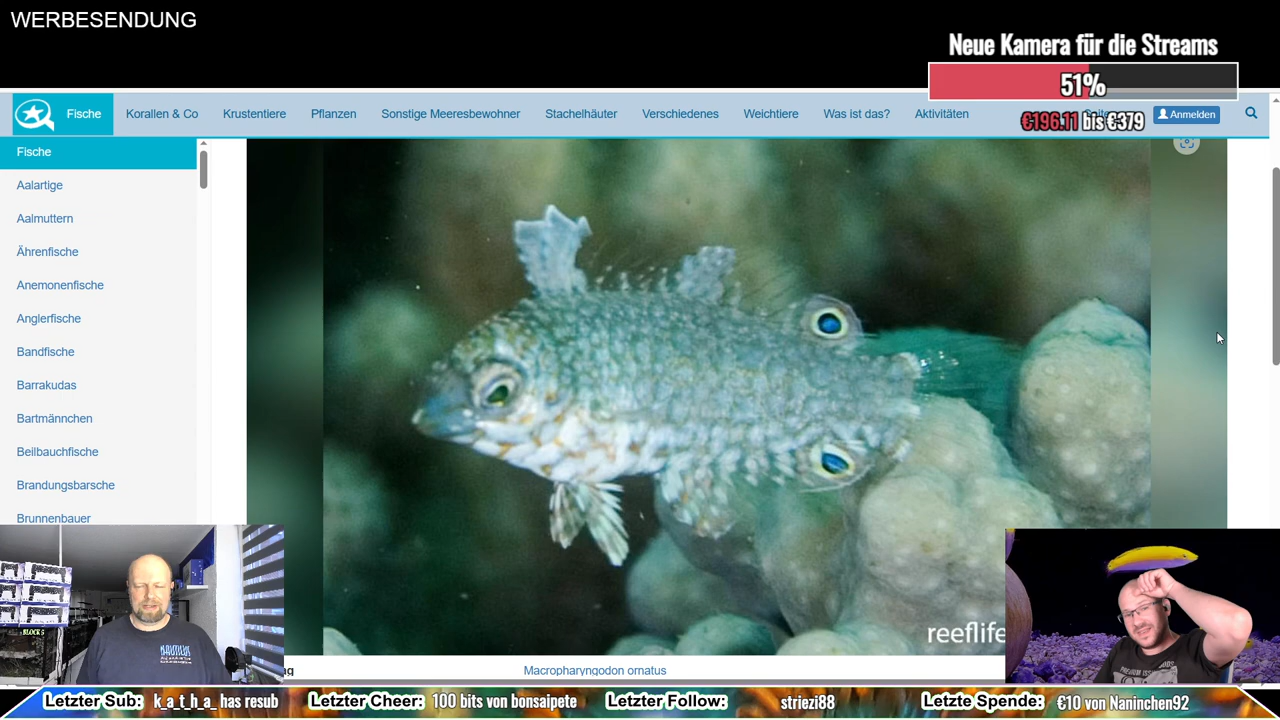 WERBESENDUNG
Neue Kamera für die Streams
51%
€196.11 bis €379
Fische
Korallen & Co
Krustentiere
Pflanzen
Sonstige Meeresbewohner
Stachelhäuter
Verschiedenes
Weichtiere
Was ist das?
Aktivitäten
Anmelden
Fische
Aalartige
Aalmuttern
Ährenfische
Anemonenfische
Anglerfische
Bandfische
Barrakudas
Bartmännchen
Beilbauchfische
Brandungsbarsche
Brunnenbauer
reeflife
ng
Macropharyngodon ornatus
Letzter Sub: k_a_t_h_a_ has resub
Letzter Cheer: 100 bits von bonsaipete
Letzter Follow: striezi88
Letzte Spende: €10 von Naninchen92